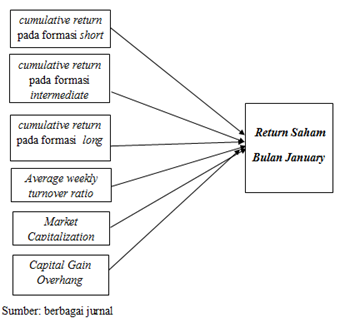 cumulative return
pada formasi short
cumulative return
pada formasi
intermediate
cumulative return
pada formasi long
Average weekly
turnover ratio
Market
Capitalization
Capital Gain
Overhang
Return Saham
Bulan January
Sumber: berbagai jurnal